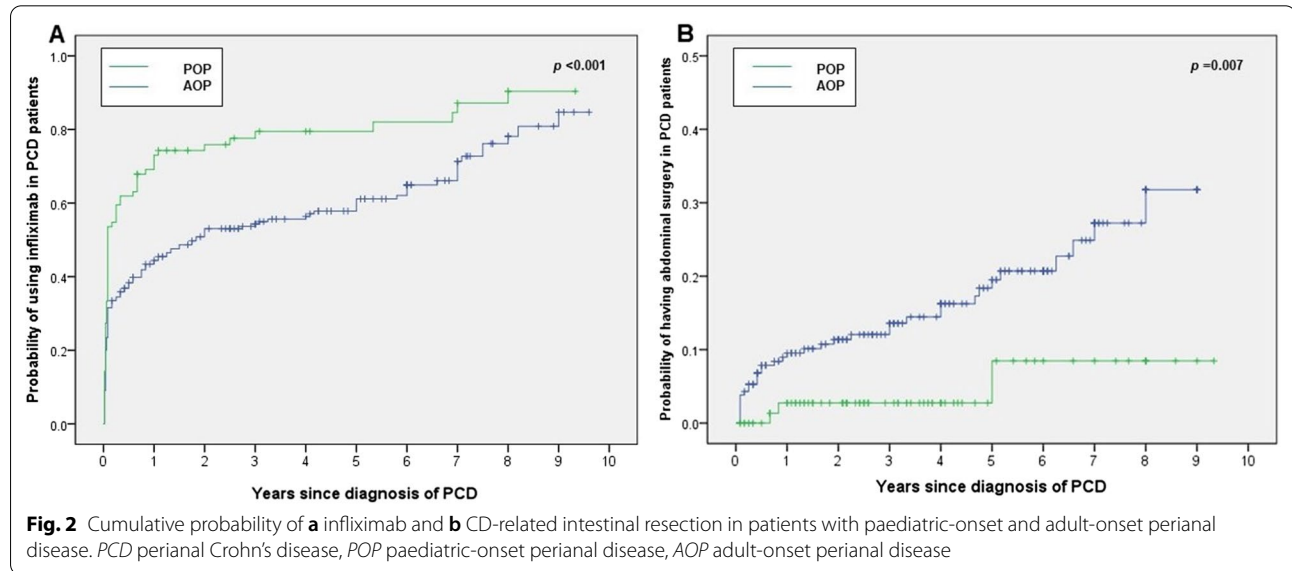 A
POP
AOP
p <0.001
Probability of using infliximab in PCD patients
1.0
0.8
0.6
0.4
0.2
0.0
0 1 2 3 4 5 6 7 8 9 10
Years since diagnosis of PCD
B
POP
AOP
p =0.007
Probability of having abdominal surgery in PCD patients
0.5
0.4
0.3
0.2
0.1
0.0
0 1 2 3 4 5 6 7 8 9 10
Years since diagnosis of PCD
Fig. 2 Cumulative probability of a infliximab and b CD-related intestinal resection in patients with paediatric-onset and adult-onset perianal
disease. PCD perianal Crohn's disease, POP paediatric-onset perianal disease, AOP adult-onset perianal disease